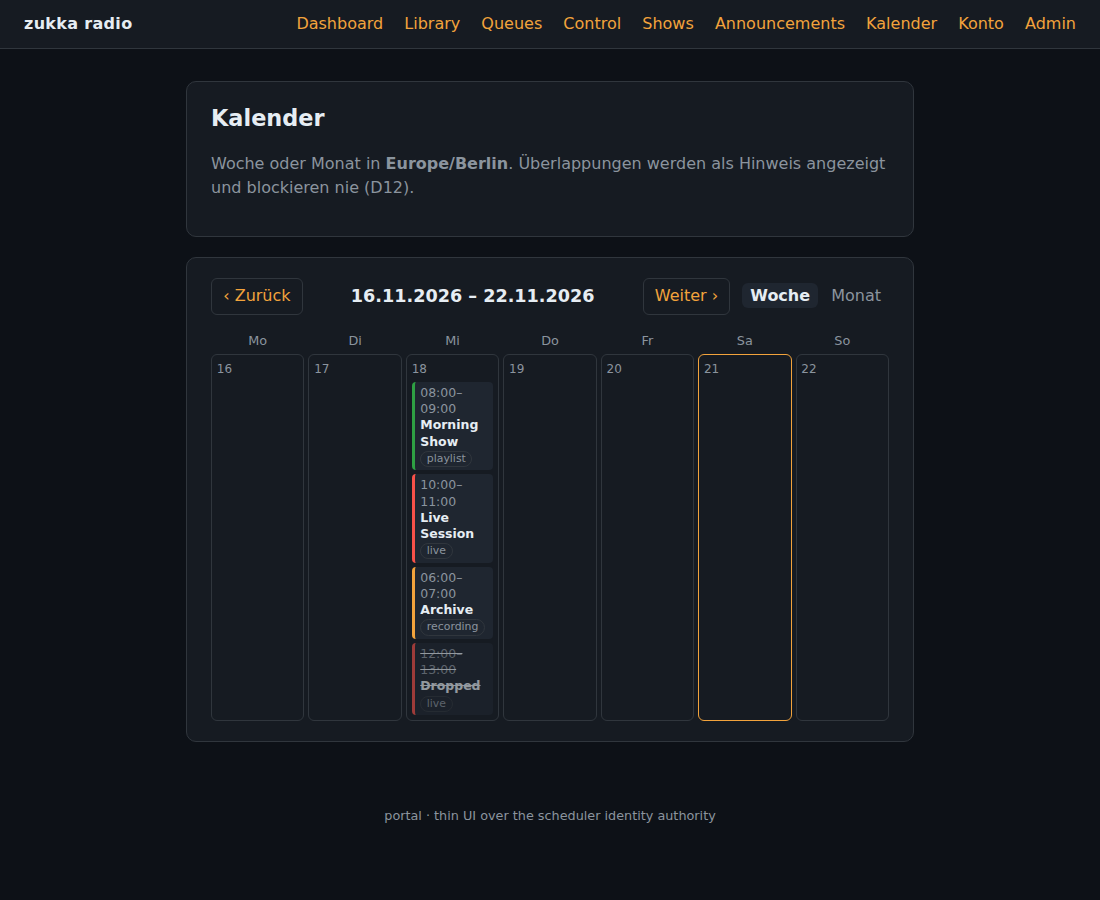 zukka radio
Dashboard Library Queues Control Shows Announcements Kalender Konto Admin
Kalender
Woche oder Monat in Europe/Berlin. Überlappungen werden als Hinweis angezeigt
und blockieren nie (D12).
‹ Zurück
16.11.2026 – 22.11.2026
Weiter ›
Woche
Monat
Mo Di Mi Do Fr Sa So
16 17 18 19 20 21 22
08:00–
09:00
Morning
Show
playlist
10:00–
11:00
Live
Session
live
06:00–
07:00
Archive
recording
12:00–
13:00
Dropped
live
portal · thin UI over the scheduler identity authority